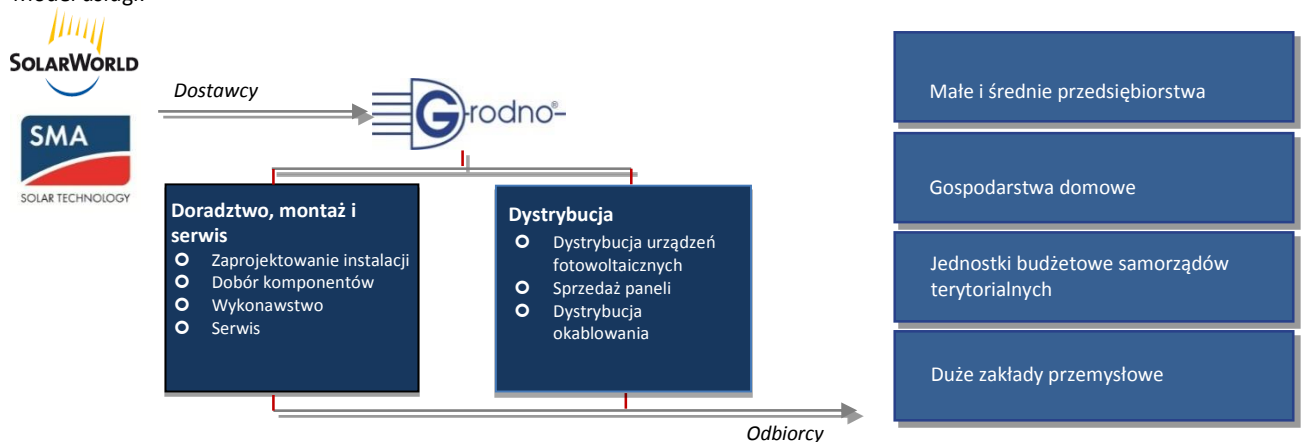 Model usługi:
SOLARWORLD
SMA
SOLAR TECHNOLOGY
Dostawcy
G-rodno®
Doradztwo, montaż i
serwis
Zaprojektowanie instalacji
Dobór komponentów
Wykonawstwo
Serwis
Dystrybucja
Dystrybucja urządzeń
fotowoltaicznych
Sprzedaż paneli
Dystrybucja
okablowania
Odbiorcy
Małe i średnie przedsiębiorstwa
Gospodarstwa domowe
Jednostki budżetowe samorządów
terytorialnych
Duże zakłady przemysłowe